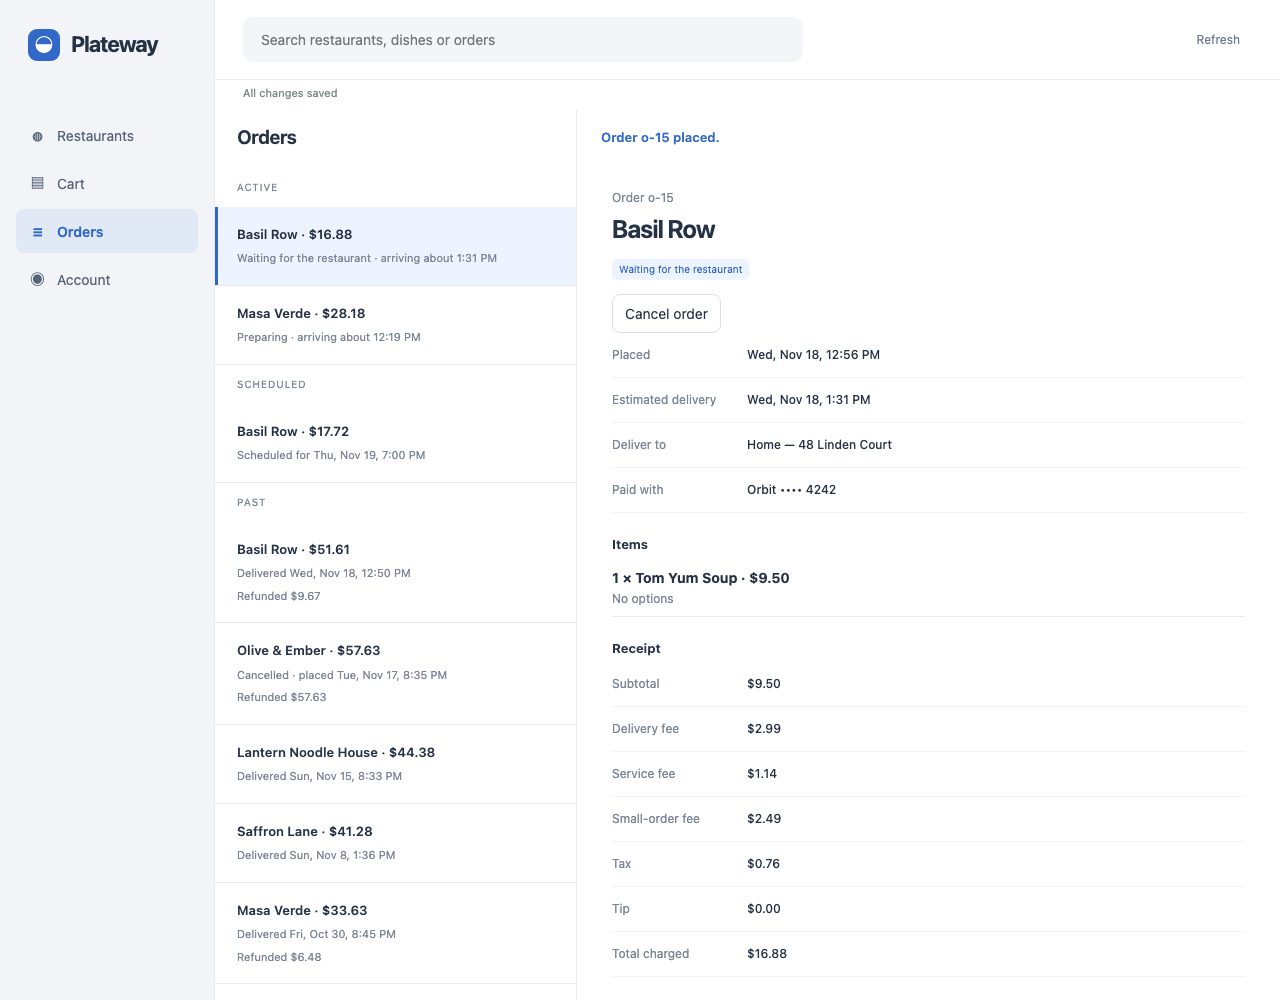 Plateway
Restaurants
Cart
Orders
Account
Search restaurants, dishes or orders
Refresh
All changes saved
Orders
ACTIVE
Basil Row · $16.88
Waiting for the restaurant · arriving about 1:31 PM
Masa Verde · $28.18
Preparing · arriving about 12:19 PM
SCHEDULED
Basil Row · $17.72
Scheduled for Thu, Nov 19, 7:00 PM
PAST
Basil Row · $51.61
Delivered Wed, Nov 18, 12:50 PM
Refunded $9.67
Olive & Ember · $57.63
Cancelled · placed Tue, Nov 17, 8:35 PM
Refunded $57.63
Lantern Noodle House · $44.38
Delivered Sun, Nov 15, 8:33 PM
Saffron Lane · $41.28
Delivered Sun, Nov 8, 1:36 PM
Masa Verde · $33.63
Delivered Fri, Oct 30, 8:45 PM
Refunded $6.48
Order o-15 placed.
Order o-15
Basil Row
Waiting for the restaurant
Cancel order
Placed Wed, Nov 18, 12:56 PM
Estimated delivery Wed, Nov 18, 1:31 PM
Deliver to Home — 48 Linden Court
Paid with Orbit •••• 4242
Items
1 × Tom Yum Soup · $9.50
No options
Receipt
Subtotal $9.50
Delivery fee $2.99
Service fee $1.14
Small-order fee $2.49
Tax $0.76
Tip $0.00
Total charged $16.88